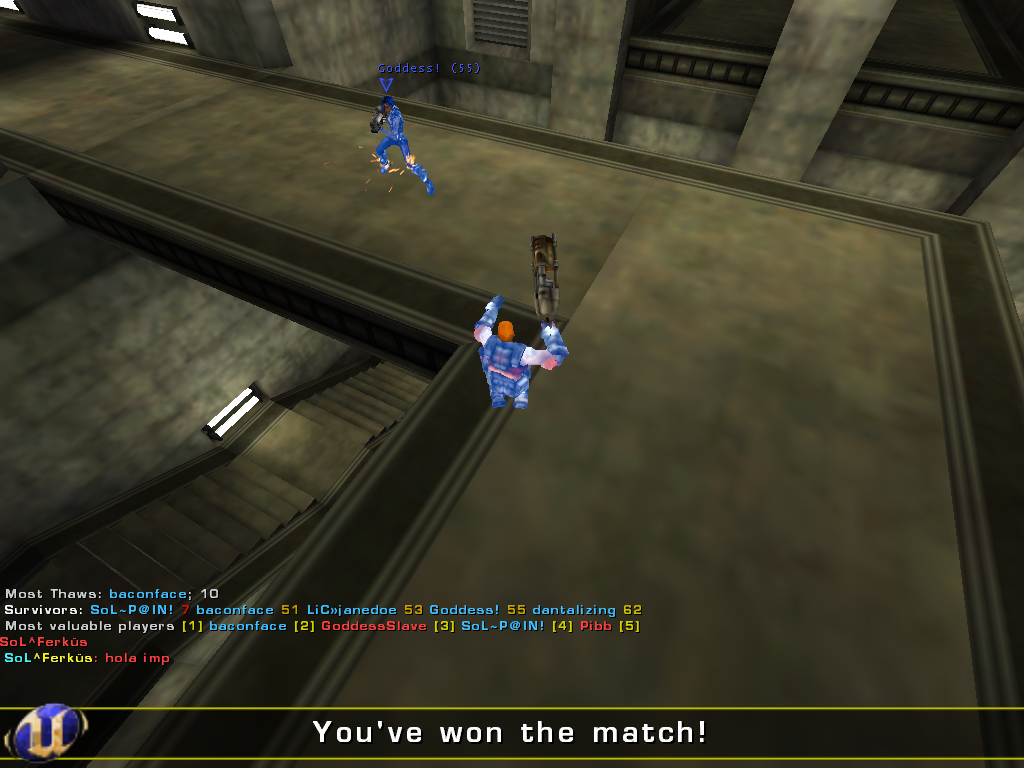 Goddess! (55)
Most Thaws: baconface; 10
Survivors: SoL~P@IN! 7 baconface 51 LiC»janedoe 53 Goddess! 55 dantalizing 62
Most valuable players [1] baconface [2] GoddessSlave [3] SoL~P@IN! [4] Pibb [5]
SoL^Ferkûs
SoL^Ferkûs: hola imp
You've won the match!